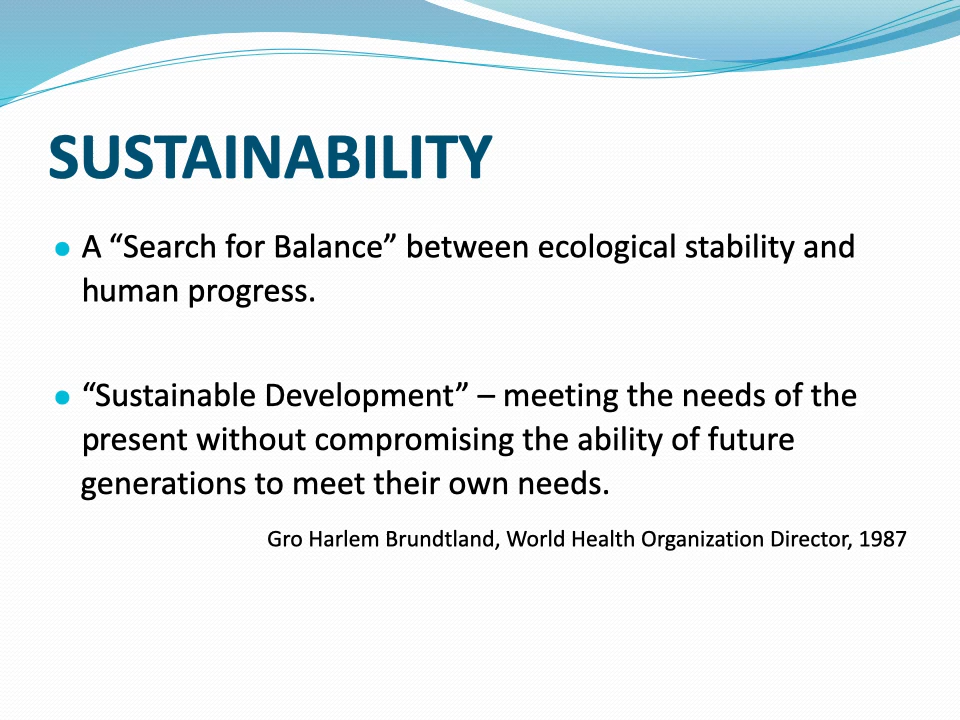 SUSTAINABILITY
• A “Search for Balance” between ecological stability and
human progress.
• “Sustainable Development” – meeting the needs of the
present without compromising the ability of future
generations to meet their own needs.
Gro Harlem Brundtland, World Health Organization Director, 1987